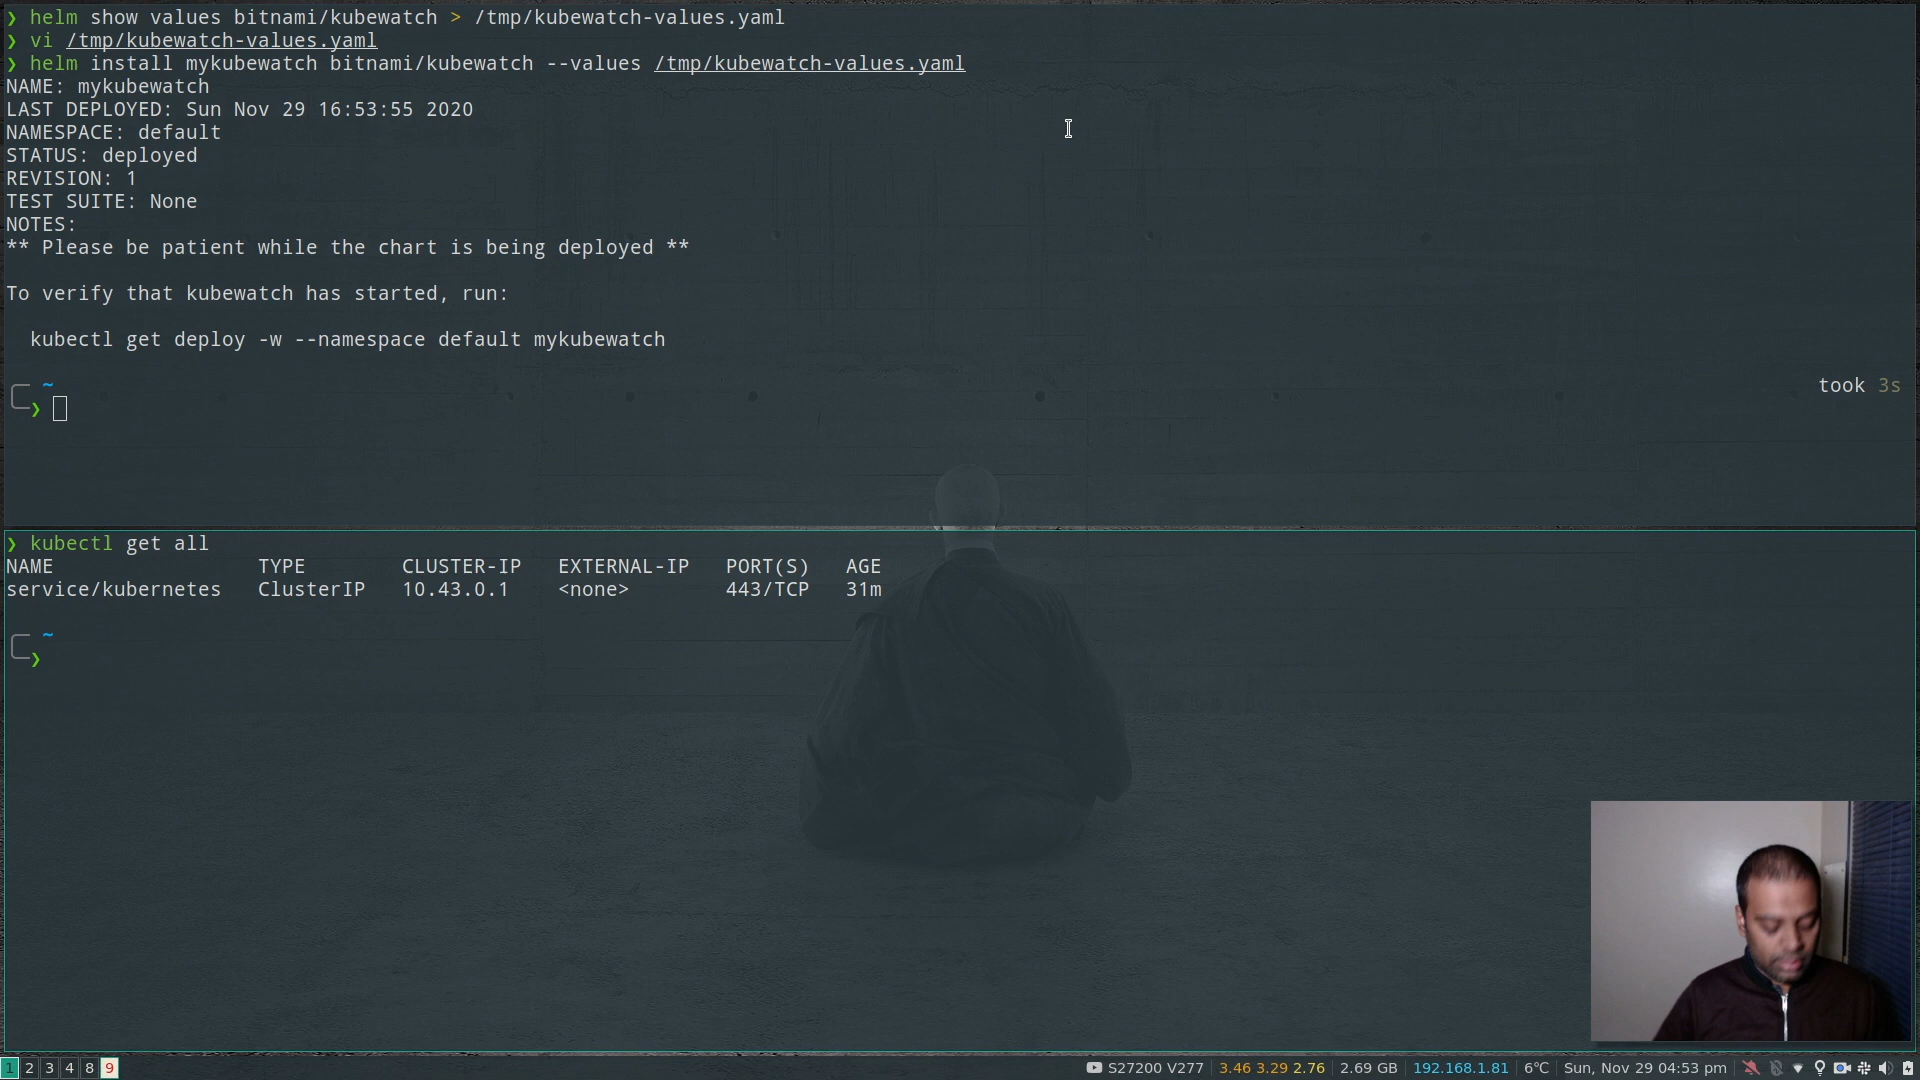 ❯ helm show values bitnami/kubewatch > /tmp/kubewatch-values.yaml
❯ vi /tmp/kubewatch-values.yaml
❯ helm install mykubewatch bitnami/kubewatch --values /tmp/kubewatch-values.yaml
NAME: mykubewatch
LAST DEPLOYED: Sun Nov 29 16:53:55 2020
NAMESPACE: default
STATUS: deployed
REVISION: 1
TEST SUITE: None
NOTES:
** Please be patient while the chart is being deployed **
To verify that kubewatch has started, run:
kubectl get deploy -w --namespace default mykubewatch
~ took 3s
❯
❯ kubectl get all
NAME TYPE CLUSTER-IP EXTERNAL-IP PORT(S) AGE
service/kubernetes ClusterIP 10.43.0.1 <none> 443/TCP 31m
~
❯
1 2 3 4 8 9 S27200 V277 3.46 3.29 2.76 2.69 GB 192.168.1.81 6°C Sun, Nov 29 04:53 pm